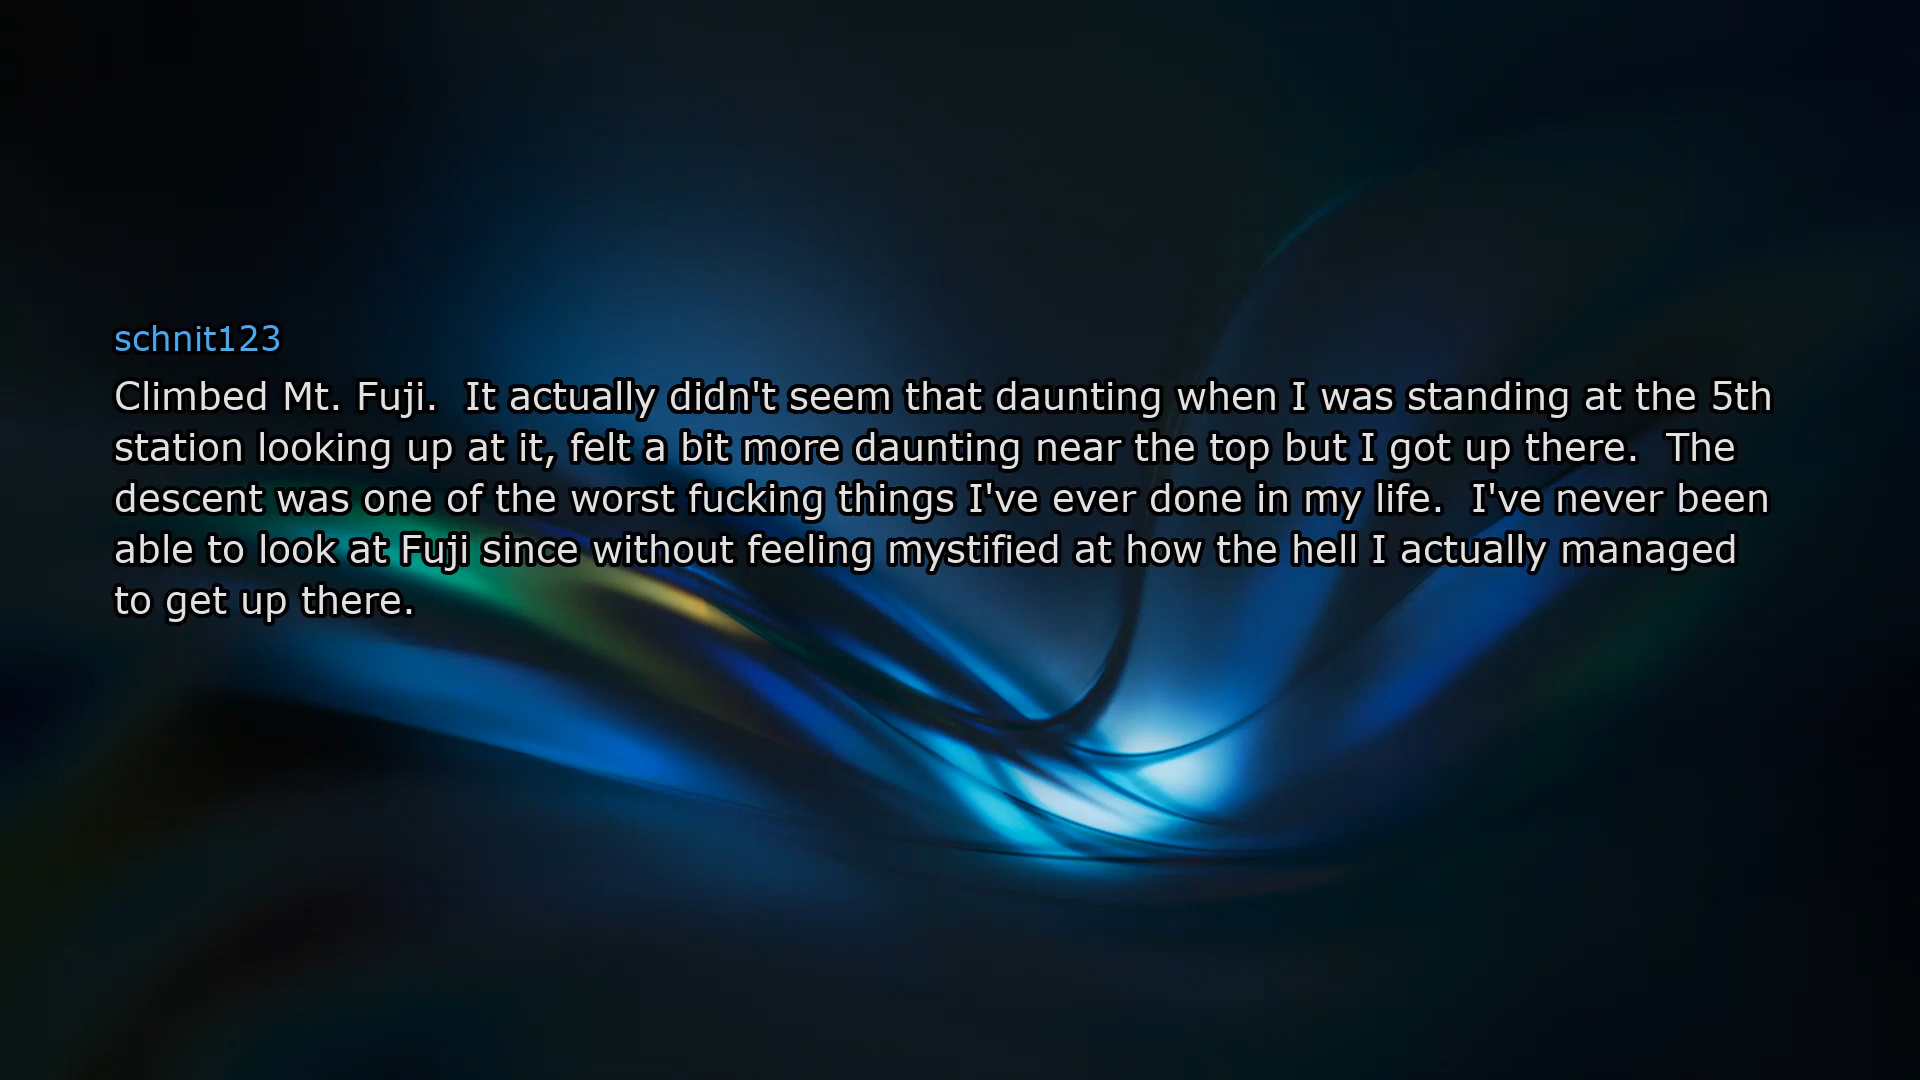 schnit123
Climbed Mt. Fuji.  It actually didn't seem that daunting when I was standing at the 5th
station looking up at it, felt a bit more daunting near the top but I got up there.  The
descent was one of the worst fucking things I've ever done in my life.  I've never been
able to look at Fuji since without feeling mystified at how the hell I actually managed
to get up there.